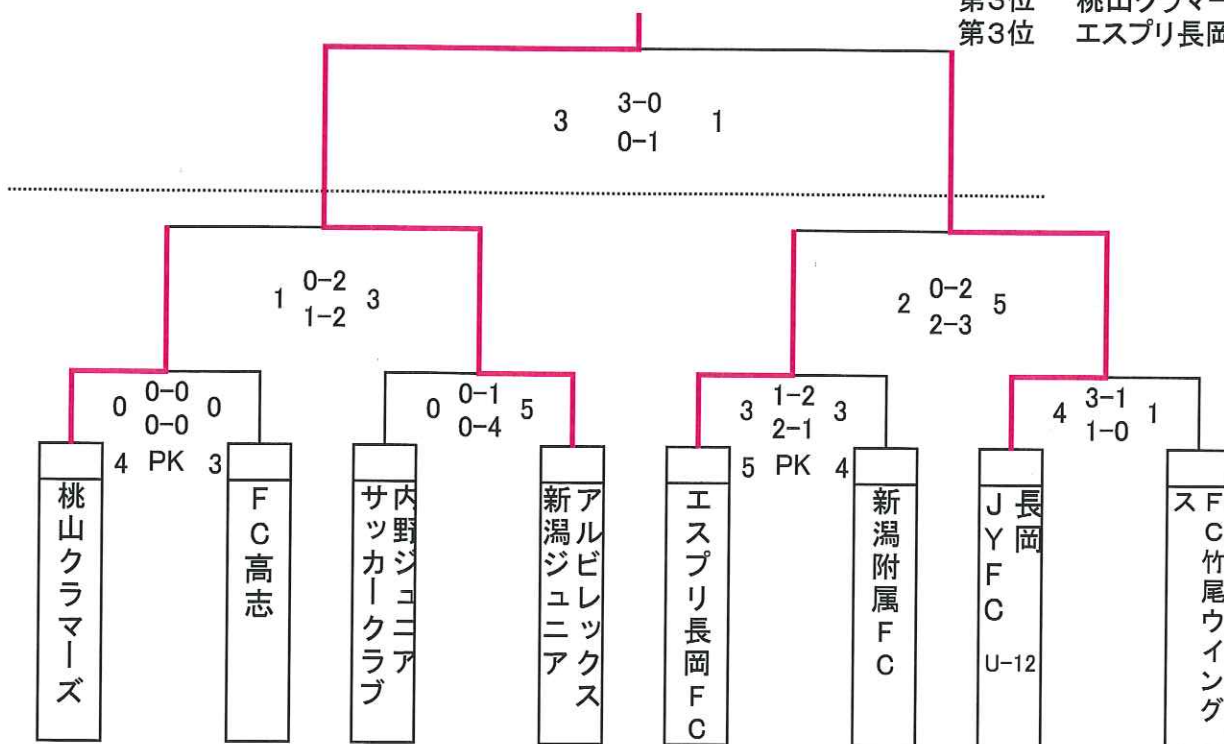 第3位 桃山クラマー
第3位 エスプリ長岡
3 3-0 1
0-1
1 0-2 3
1-2
2 0-2 5
2-3
0 0-0 0
0-0
4 PK 3
0 0-1 5
0-4
3 1-2 3
2-1
5 PK 4
4 3-1 1
1-0
桃山クラマーズ
FC高志
内野ジュニア
サッカークラブ
アルビレックス
新潟ジュニア
エスプリ長岡FC
新潟附属FC
長岡
JYFC U-12
FC竹尾ウイング
ス